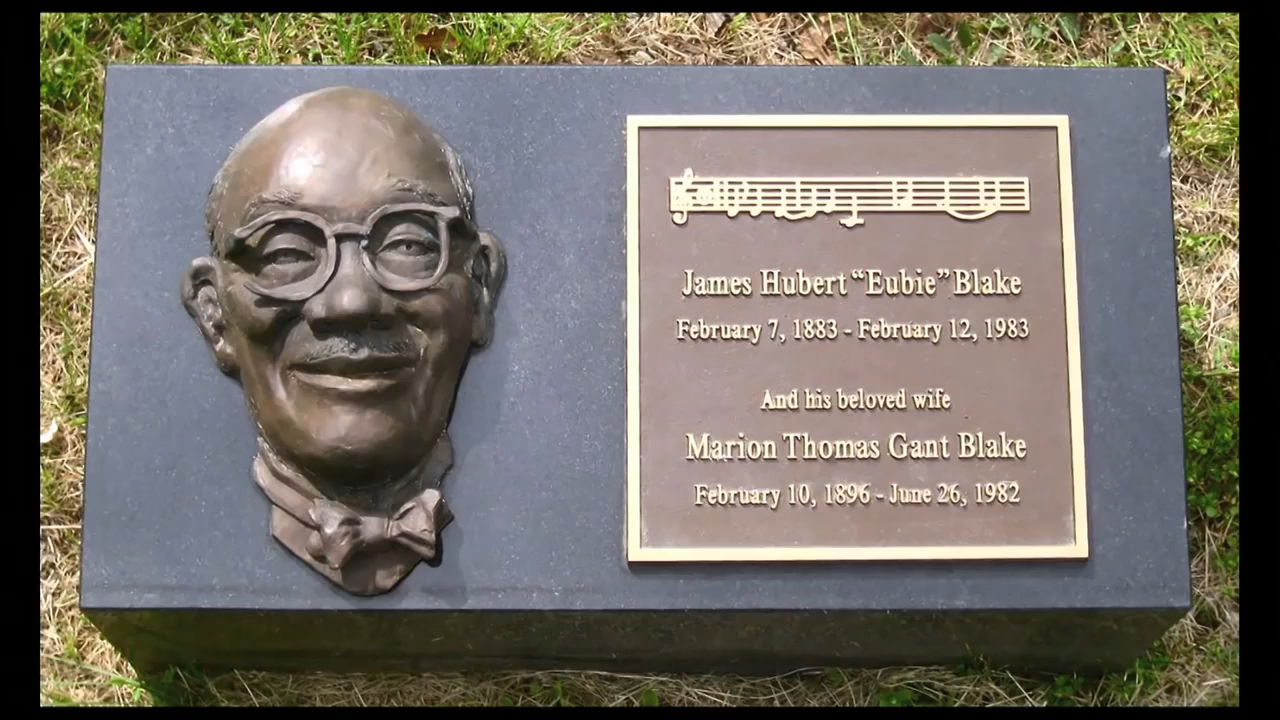 James Hubert “Eubie” Blake
February 7, 1883 - February 12, 1983
And his beloved wife
Marion Thomas Gant Blake
February 10, 1896 - June 26, 1982